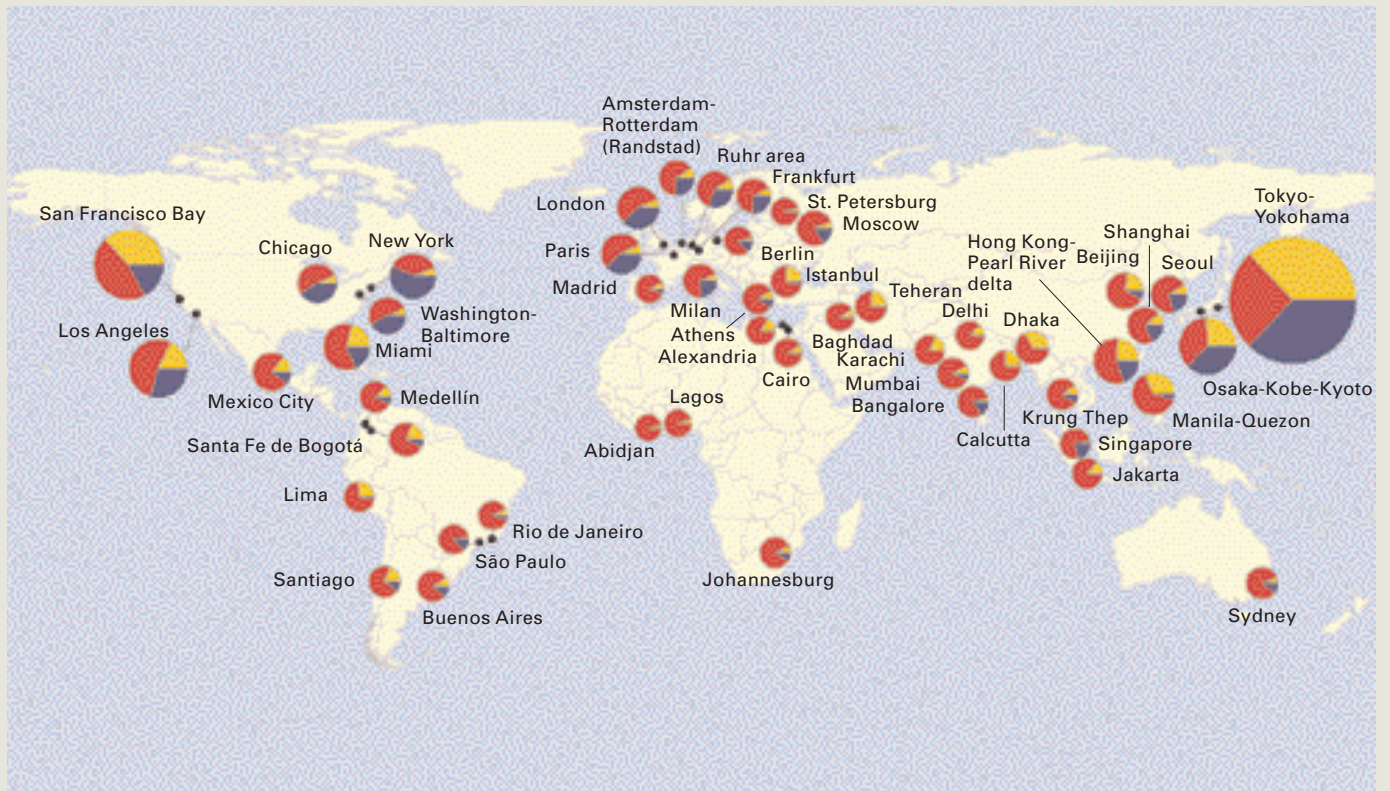 San Francisco Bay
Los Angeles
Chicago
New York
Washington-
Baltimore
Miami
Mexico City
Medellín
Santa Fe de Bogotá
Lima
Rio de Janeiro
São Paulo
Santiago
Buenos Aires
Amsterdam-
Rotterdam
(Randstad)
Ruhr area
Frankfurt
London
St. Petersburg
Moscow
Paris
Berlin
Madrid
Milan
Istanbul
Athens
Alexandria
Cairo
Teheran
Baghdad
Lagos
Abidjan
Johannesburg
Delhi
Karachi
Mumbai
Bangalore
Dhaka
Calcutta
Hong Kong-
Pearl River
delta
Beijing
Shanghai
Seoul
Tokyo-
Yokohama
Osaka-Kobe-Kyoto
Manila-Quezon
Krung Thep
Singapore
Jakarta
Sydney